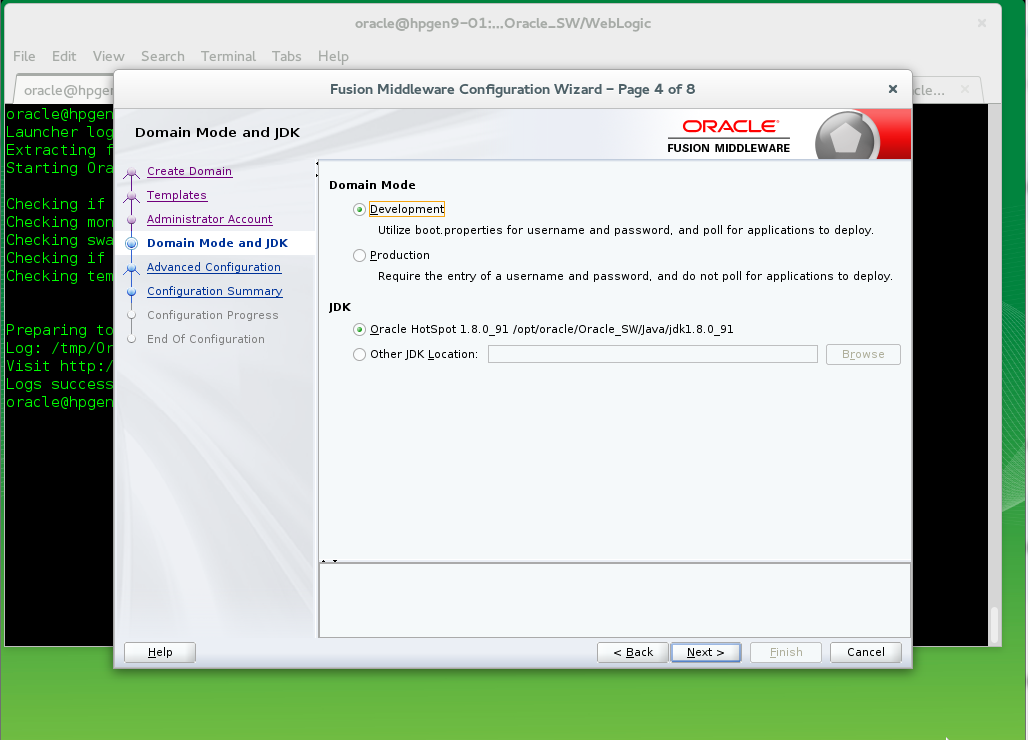 oracle@hpgen9-01:...Oracle_SW/WebLogic
File Edit View Search Terminal Tabs Help
oracle@hpgen
cle...
Fusion Middleware Configuration Wizard - Page 4 of 8
Domain Mode and JDK
ORACLE
FUSION MIDDLEWARE
oracle@hpgen
Launcher log
Extracting f
Starting Ora
Checking if
Checking mon
Checking swa
Checking if
Checking tem
Preparing to
Log: /tmp/Or
Visit http:/
Logs success
oracle@hpgen
Create Domain
Templates
Administrator Account
Domain Mode and JDK
Advanced Configuration
Configuration Summary
Configuration Progress
End Of Configuration
Domain Mode
Development
Utilize boot.properties for username and password, and poll for applications to deploy.
Production
Require the entry of a username and password, and do not poll for applications to deploy.
JDK
Oracle HotSpot 1.8.0_91 /opt/oracle/Oracle_SW/Java/jdk1.8.0_91
Other JDK Location:
Browse
Help
< Back
Next >
Finish
Cancel